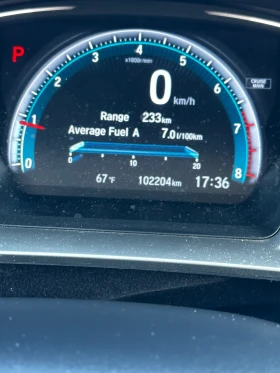 P
3 4 5
x1000r/min
2 6
0
km/h
CRUISE
MAIN
Range 233km
1 7
Average Fuel A 7.0l/100km
0 8
0 10 20
67°F 102204km 17:36